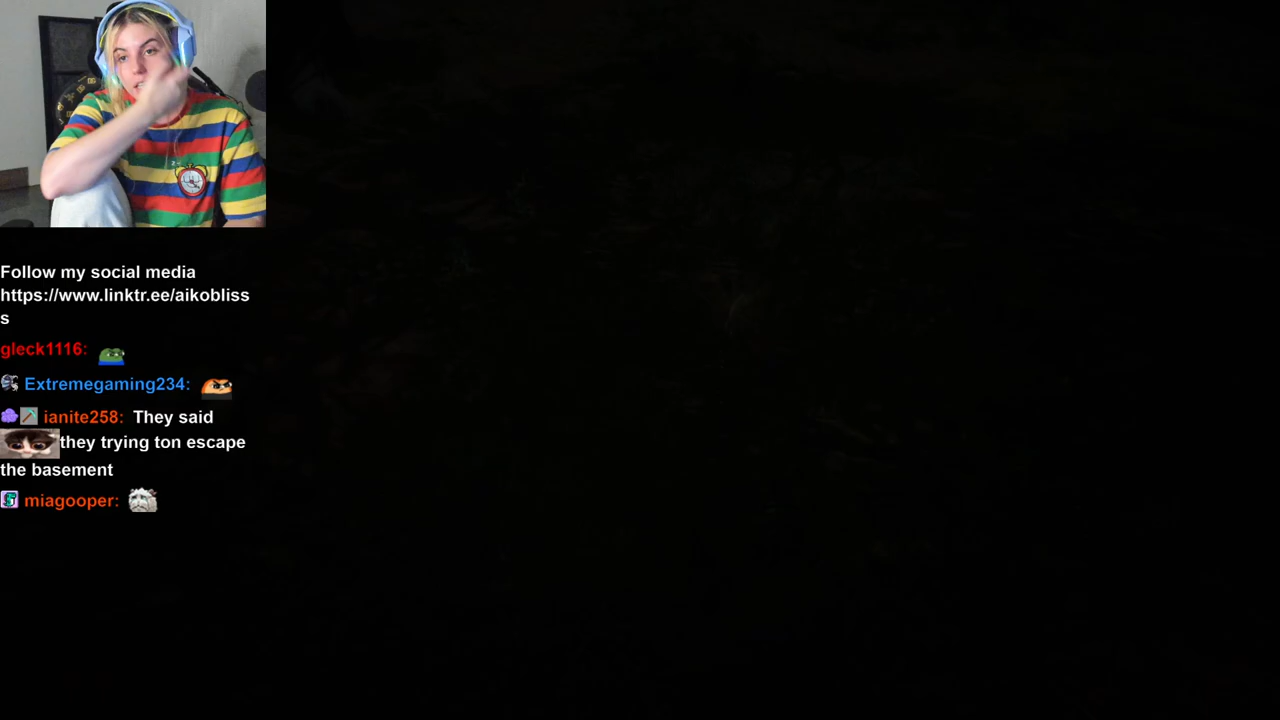 Follow my social media
https://www.linktr.ee/aikobliss
s
gleck1116:
Extremegaming234:
ianite258: They said
they trying ton escape
the basement
miagooper: